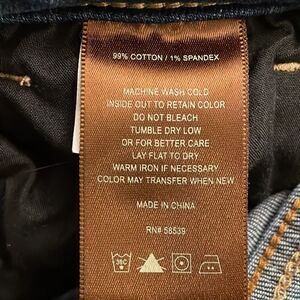 99% COTTON / 1% SPANDEX
MACHINE WASH COLD
INSIDE OUT TO RETAIN COLOR
DO NOT BLEACH
TUMBLE DRY LOW
OR FOR BETTER CARE
LAY FLAT TO DRY
WARM IRON IF NECESSARY
COLOR MAY TRANSFER WHEN NEW
MADE IN CHINA
RN# 58539
30C